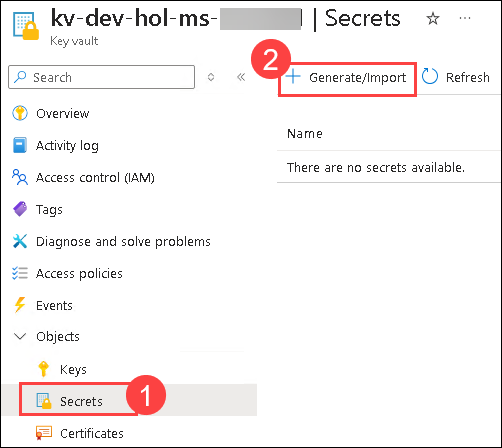 kv-dev-hol-ms- | Secrets
Key vault
Search
2
Generate/Import
Refresh
Name
There are no secrets available.
Overview
Activity log
Access control (IAM)
Tags
Diagnose and solve problems
Access policies
Events
Objects
Keys
Secrets
1
Certificates